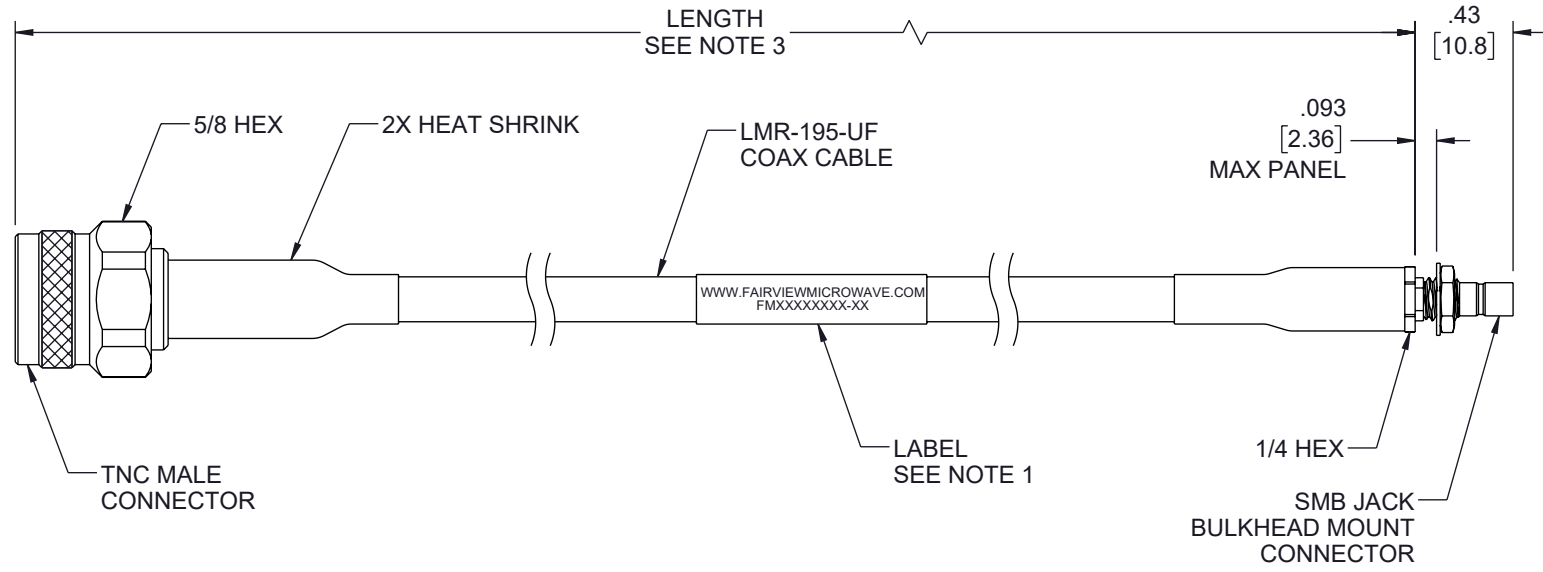 LENGTH
SEE NOTE 3
.43
[10.8]
5/8 HEX
2X HEAT SHRINK
LMR-195-UF
COAX CABLE
.093
[2.36]
MAX PANEL
WWW.FAIRVIEWMICROWAVE.COM
FMXXXXXXXX-XX
TNC MALE
CONNECTOR
LABEL
SEE NOTE 1
1/4 HEX
SMB JACK
BULKHEAD MOUNT
CONNECTOR